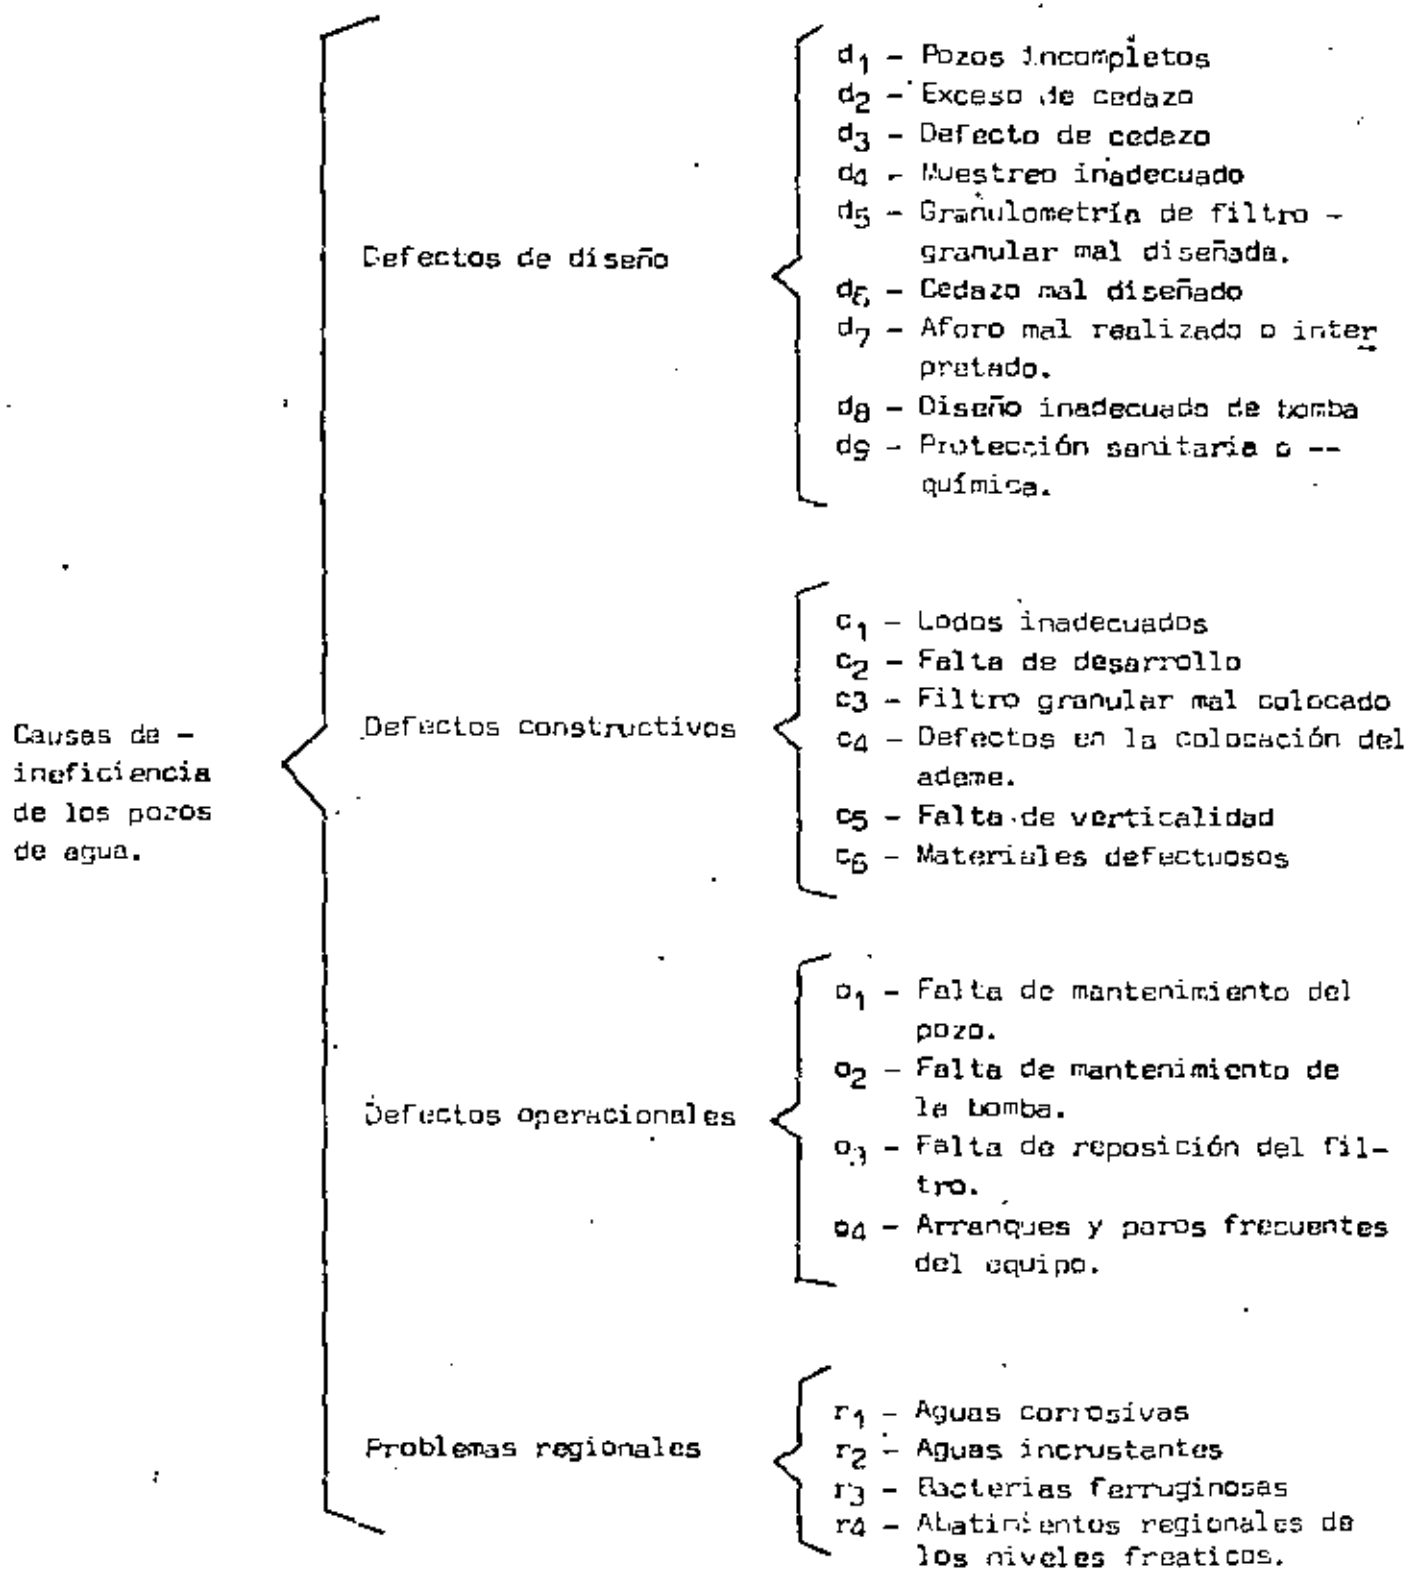 Causas de -
ineficiencia
de los pozos
de agua.
Defectos de diseño
d1 - Pozos incompletos
d2 - Exceso de cedazo
d3 - Defecto de cedazo
d4 - Muestreo inadecuado
d5 - Granulometría de filtro -
granular mal diseñada.
d6 - Cedazo mal diseñado
d7 - Aforo mal realizado o inter
pretado.
d8 - Diseño inadecuado de bomba
d9 - Protección sanitaria o --
química.
Defectos constructivos
c1 - Lodos inadecuados
c2 - Falta de desarrollo
c3 - Filtro granular mal colocado
c4 - Defectos en la colocación del
ademe.
c5 - Falta de verticalidad
c6 - Materiales defectuosos
Defectos operacionales
o1 - Falta de mantenimiento del
pozo.
o2 - Falta de mantenimiento de
la bomba.
o3 - Falta de reposición del fil-
tro.
o4 - Arranques y paros frecuentes
del equipo.
Problemas regionales
r1 - Aguas corrosivas
r2 - Aguas incrustantes
r3 - Bacterias ferruginosas
r4 - Abatimientos regionales de
los niveles freaticos.